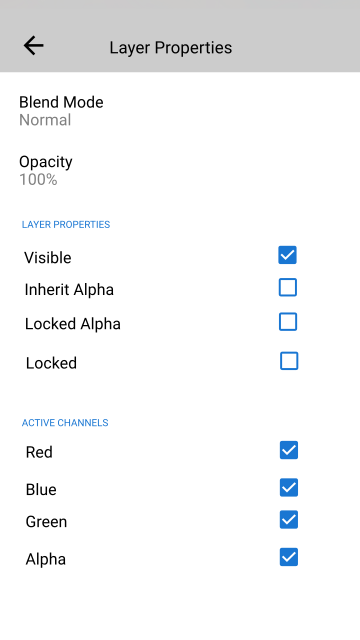 Layer Properties
Blend Mode
Normal
Opacity
100%
LAYER PROPERTIES
Visible
Inherit Alpha
Locked Alpha
Locked
ACTIVE CHANNELS
Red
Blue
Green
Alpha